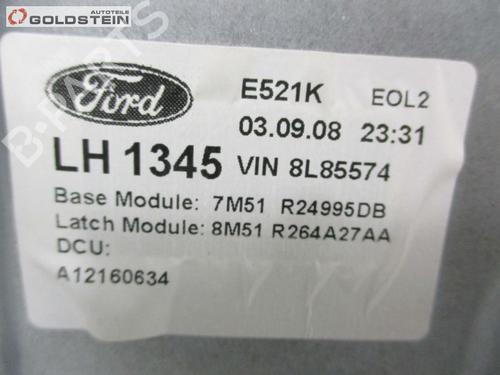 Autoteile
GOLDSTEIN
Ford
E521K EOL2
03.09.08 23:31
LH 1345 VIN 8L85574
Base Module: 7M51 R24995DB
Latch Module: 8M51 R264A27AA
DCU:
A12160634
B-PARTS